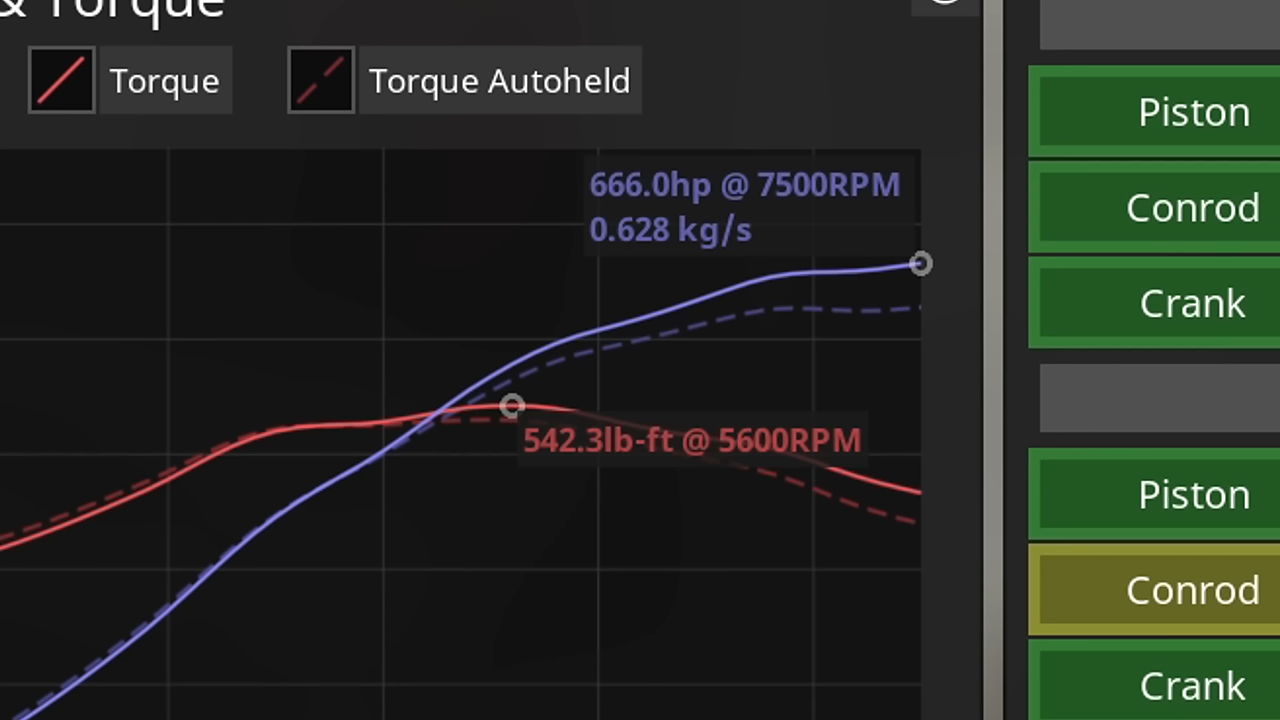 & Torque
Torque
Torque Autoheld
666.0hp @ 7500RPM
0.628 kg/s
542.3lb-ft @ 5600RPM
Piston
Conrod
Crank
Piston
Conrod
Crank